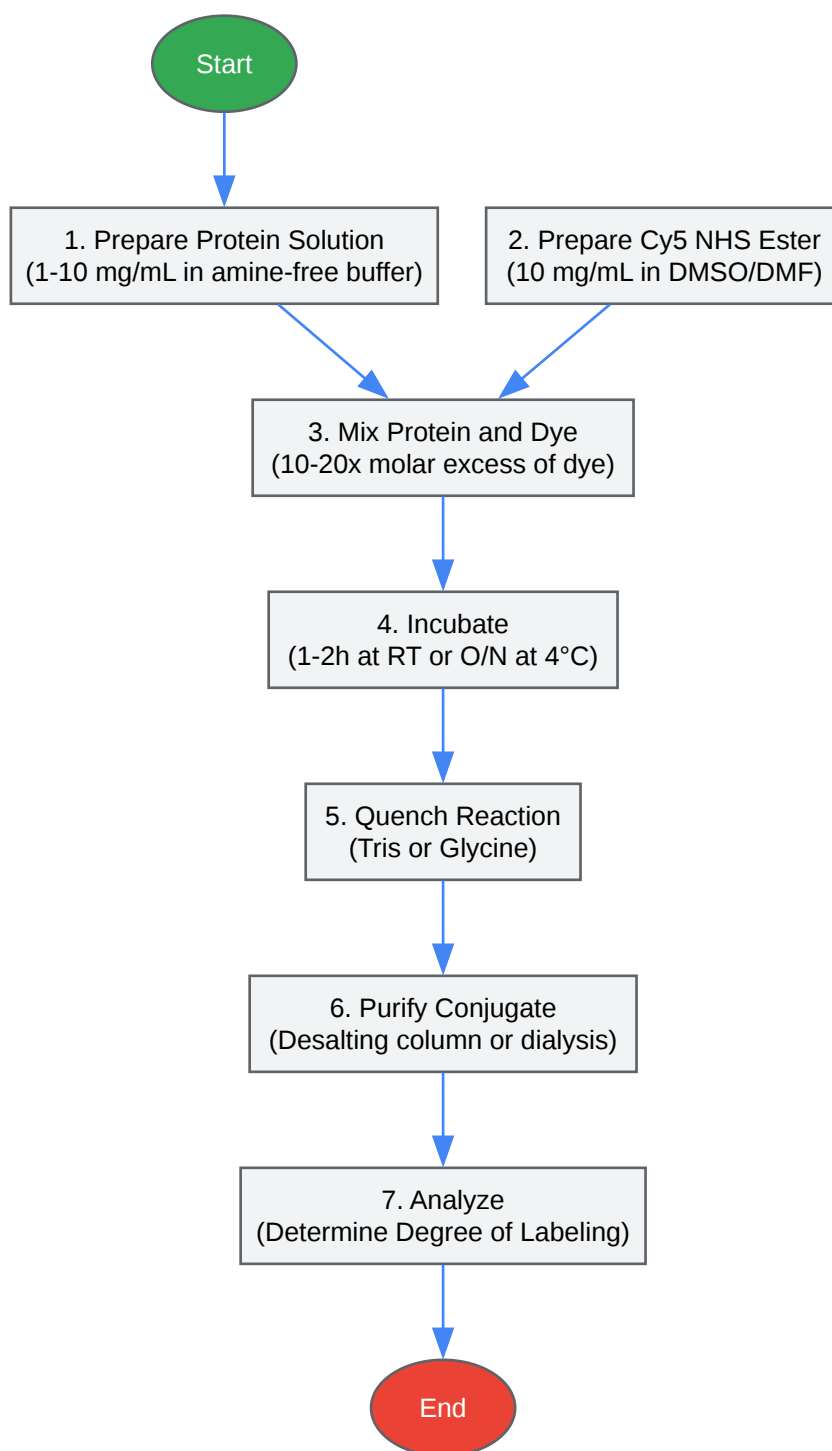 Start
1. Prepare Protein Solution
(1-10 mg/mL in amine-free buffer)
2. Prepare Cy5 NHS Ester
(10 mg/mL in DMSO/DMF)
3. Mix Protein and Dye
(10-20x molar excess of dye)
4. Incubate
(1-2h at RT or O/N at 4°C)
5. Quench Reaction
(Tris or Glycine)
6. Purify Conjugate
(Desalting column or dialysis)
7. Analyze
(Determine Degree of Labeling)
End